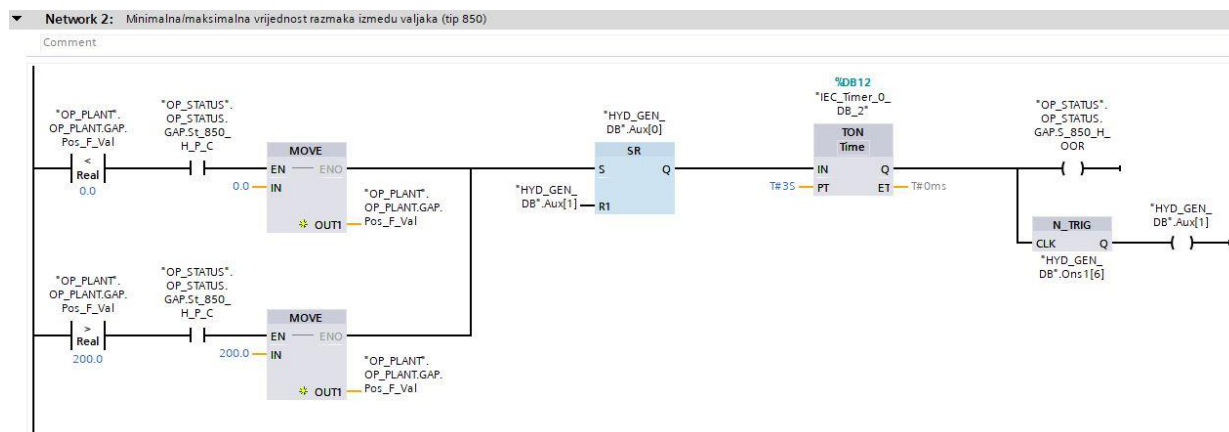 Network 2: Minimalna/maksimalna vrijednost razmaka izmedu valjaka (tip 850)
Comment
"OP_PLANT".
OP_PLANT.GAP.
Pos_F_Val
<
Real
0.0
"OP_STATUS".
OP_STATUS.
GAP.St_850_
H_P_C
MOVE
EN
ENO
0.0
IN
OUT1
"OP_PLANT".
OP_PLANT.GAP.
Pos_F_Val
"HYD_GEN_
DB".Aux[0]
SR
S
Q
"HYD_GEN_
DB".Aux[1]
R1
%DB12
"IEC_Timer_0_
DB_2"
TON
Time
IN
Q
T#3S
PT
ET
T#0ms
"OP_STATUS".
OP_STATUS.
GAP.S_850_H_
OOR
N_TRIG
CLK
Q
"HYD_GEN_
DB".Ons1[6]
"HYD_GEN_
DB".Aux[1]
"OP_PLANT".
OP_PLANT.GAP.
Pos_F_Val
>
Real
200.0
"OP_STATUS".
OP_STATUS.
GAP.St_850_
H_P_C
MOVE
EN
ENO
200.0
IN
OUT1
"OP_PLANT".
OP_PLANT.GAP.
Pos_F_Val